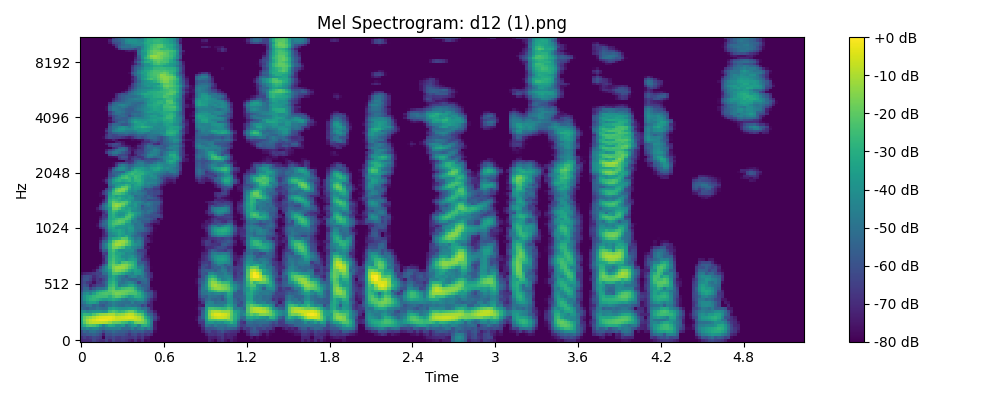 Mel Spectrogram: d12 (1).png
Hz
8192
4096
2048
1024
512
0
0 0.6 1.2 1.8 2.4 3 3.6 4.2 4.8
Time
+0 dB
-10 dB
-20 dB
-30 dB
-40 dB
-50 dB
-60 dB
-70 dB
-80 dB